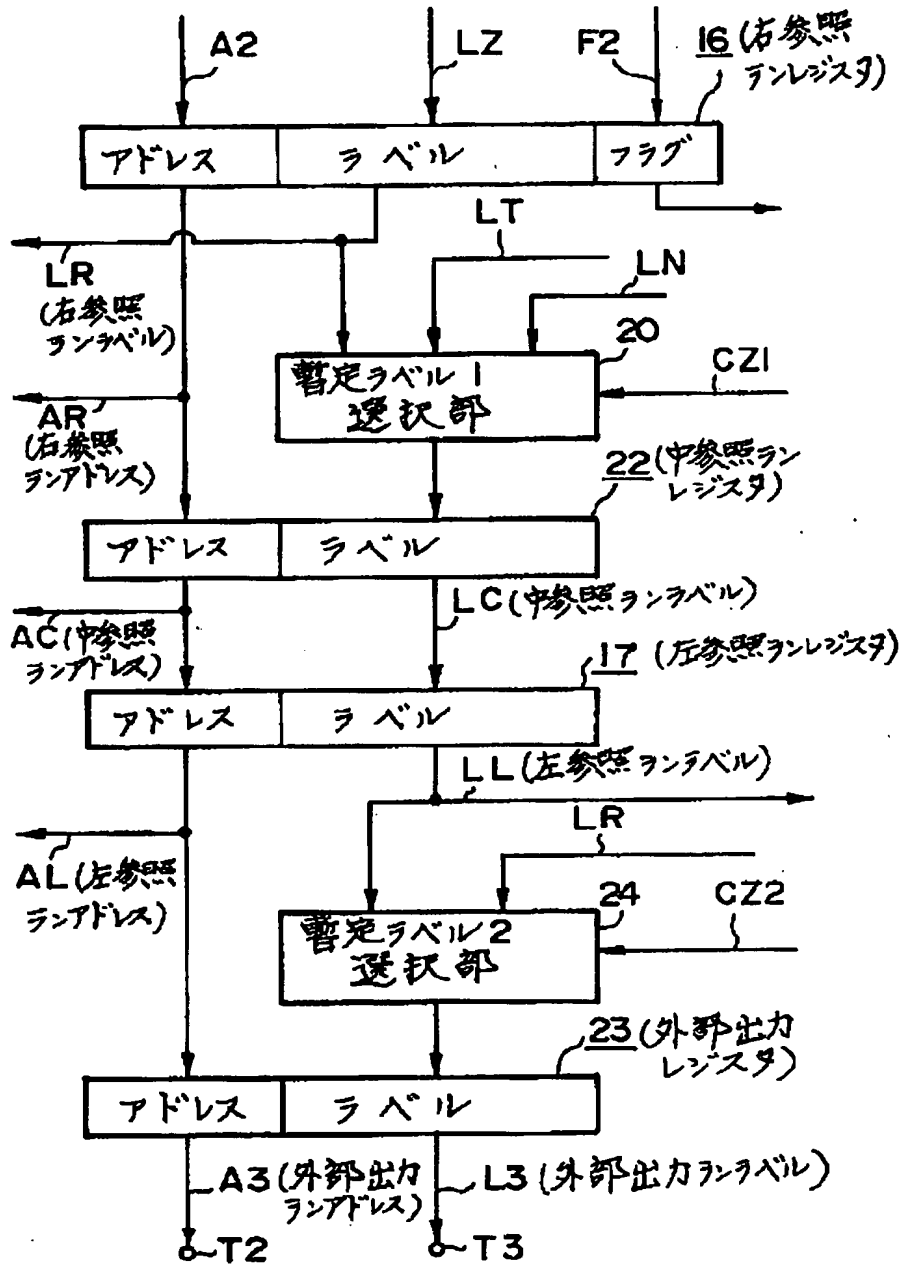 A2
LZ
F2
16 (右参照
ランレジスタ)
アドレス
ラベル
フラグ
LT
LN
LR
(右参照
ランラベル)
20
暫定ラベル1
選択部
CZ1
AR
(右参照
ランアドレス)
22 (中参照ラン
レジスタ)
アドレス
ラベル
LC (中参照ランラベル)
AC (中参照
ランアドレス)
17 (左参照ランレジスタ)
アドレス
ラベル
LL (左参照ランラベル)
LR
AL (左参照
ランアドレス)
24
CZ2
暫定ラベル2
選択部
23 (外部出力
レジスタ)
アドレス
ラベル
A3 (外部出力
ランアドレス)
L3 (外部出力ランラベル)
T2
T3